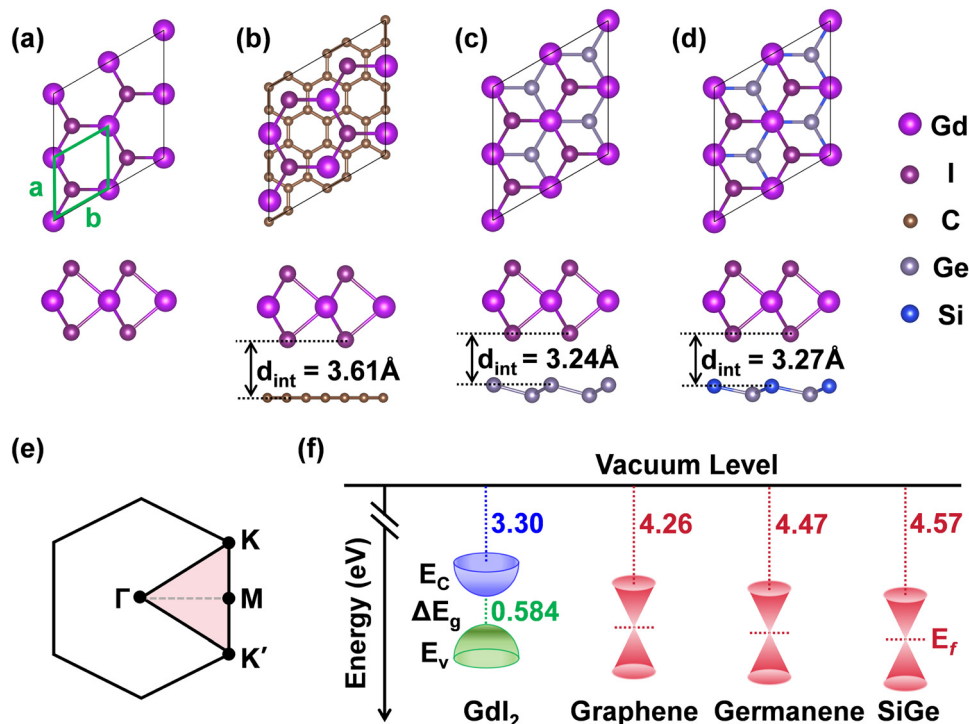 (a)
(b)
(c)
(d)
a
b
Gd
I
C
Ge
Si
d_int = 3.61Å
d_int = 3.24Å
d_int = 3.27Å
(e)
K
Γ
M
K′
(f)
Vacuum Level
Energy (eV)
3.30
4.26
4.47
4.57
E_C
ΔE_g
0.584
E_v
E_f
GdI₂
Graphene
Germanene
SiGe